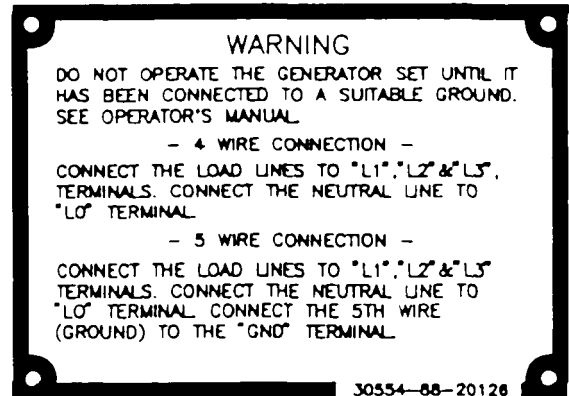 WARNING
DO NOT OPERATE THE GENERATOR SET UNTIL IT
HAS BEEN CONNECTED TO A SUITABLE GROUND.
SEE OPERATOR'S MANUAL
- 4 WIRE CONNECTION -
CONNECT THE LOAD LINES TO "L1","L2"&"L3",
TERMINALS. CONNECT THE NEUTRAL LINE TO
"LO" TERMINAL
- 5 WIRE CONNECTION -
CONNECT THE LOAD LINES TO "L1","L2"&"L3"
TERMINALS. CONNECT THE NEUTRAL LINE TO
"LO" TERMINAL CONNECT THE 5TH WIRE
(GROUND) TO THE "GND" TERMINAL
30554-88-20126